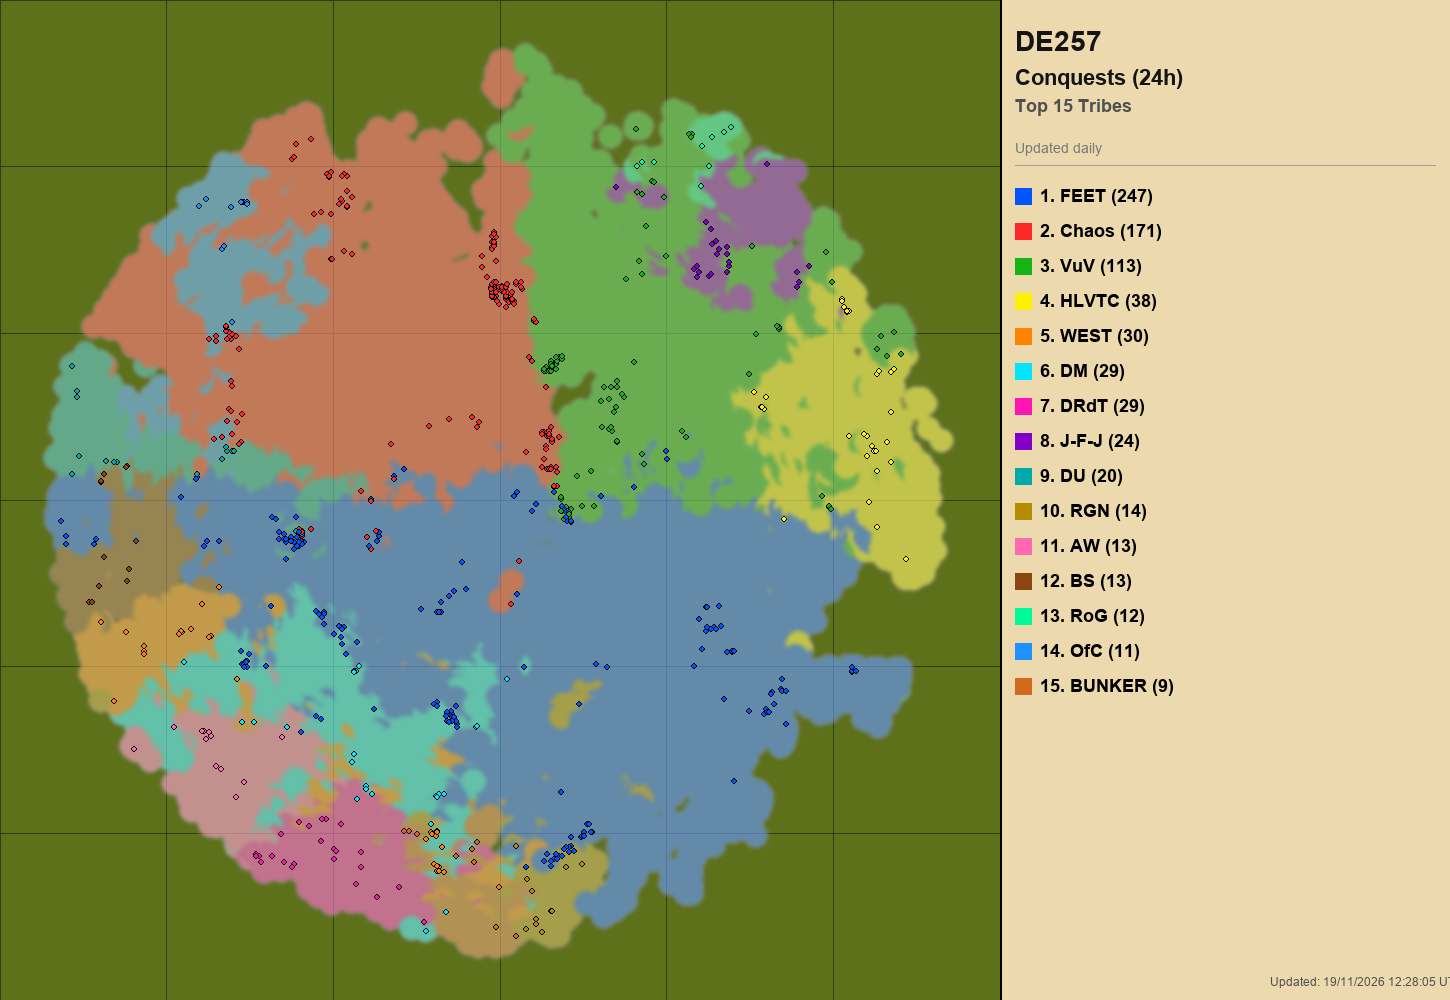 DE257
Conquests (24h)
Top 15 Tribes
Updated daily
1. FEET (247)
2. Chaos (171)
3. VuV (113)
4. HLVTC (38)
5. WEST (30)
6. DM (29)
7. DRdT (29)
8. J-F-J (24)
9. DU (20)
10. RGN (14)
11. AW (13)
12. BS (13)
13. RoG (12)
14. OfC (11)
15. BUNKER (9)
Updated: 19/11/2026 12:28:05 U